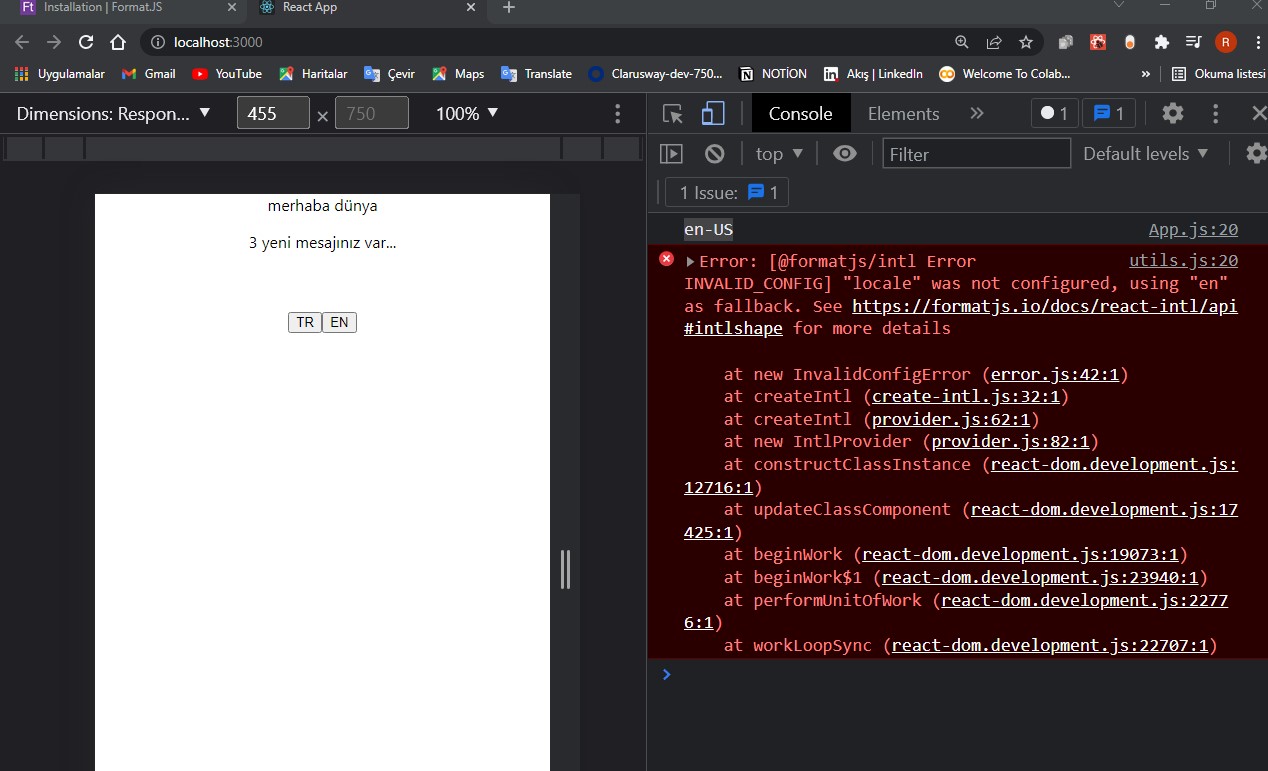 Ft Installation | FormatJS
React App
localhost:3000
R
Uygulamalar
Gmail
YouTube
Haritalar
Çevir
Maps
Translate
Clarusway-dev-750...
NOTİON
Akış | LinkedIn
Welcome To Colab...
»
Okuma listesi
Dimensions: Respon... ▼ 455 × 750 100% ▼
Console Elements » 1 1
top ▼ Filter Default levels ▼
1 Issue: 1
merhaba dünya
3 yeni mesajınız var...
TR EN
en-US App.js:20
Error: [@formatjs/intl Error utils.js:20
INVALID_CONFIG] "locale" was not configured, using "en"
as fallback. See https://formatjs.io/docs/react-intl/api
#intlshape for more details
at new InvalidConfigError (error.js:42:1)
at createIntl (create-intl.js:32:1)
at createIntl (provider.js:62:1)
at new IntlProvider (provider.js:82:1)
at constructClassInstance (react-dom.development.js:
12716:1)
at updateClassComponent (react-dom.development.js:17
425:1)
at beginWork (react-dom.development.js:19073:1)
at beginWork$1 (react-dom.development.js:23940:1)
at performUnitOfWork (react-dom.development.js:2277
6:1)
at workLoopSync (react-dom.development.js:22707:1)